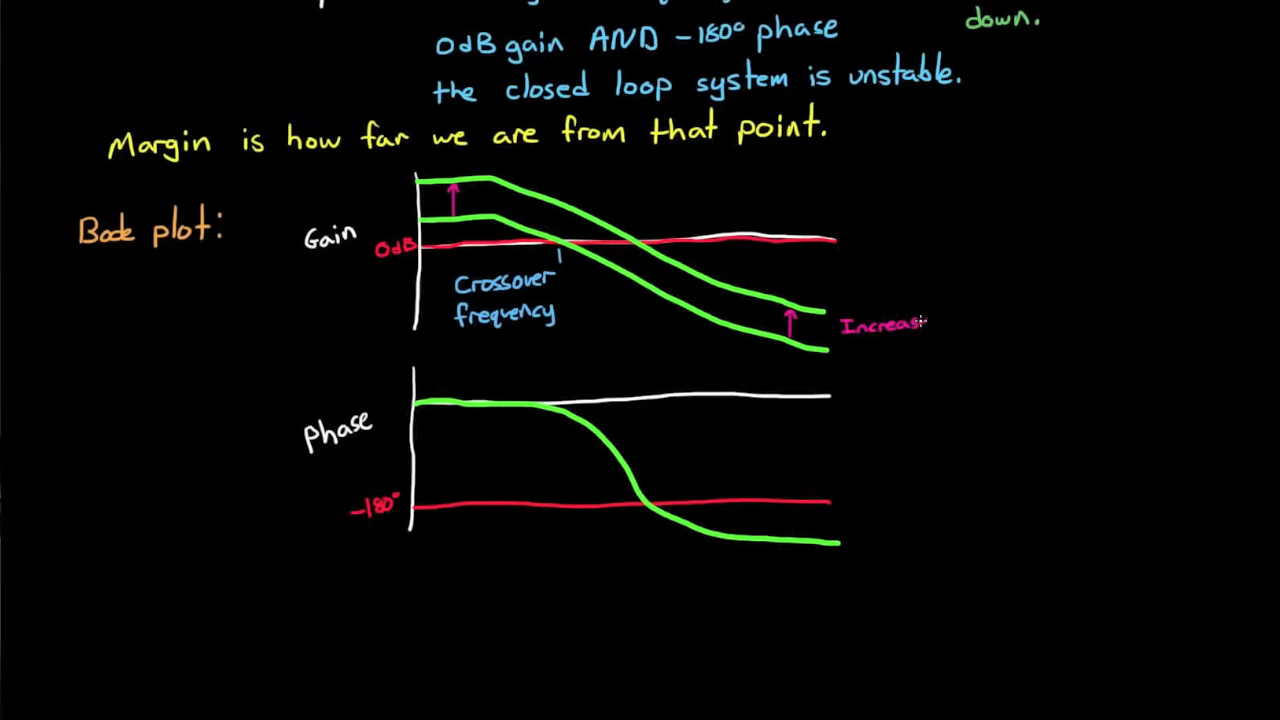 down.
0dB gain AND -180° phase
the closed loop system is unstable.
Margin is how far we are from that point.
Bode plot:
Gain
0dB
Crossover
frequency
Increas
Phase
-180°